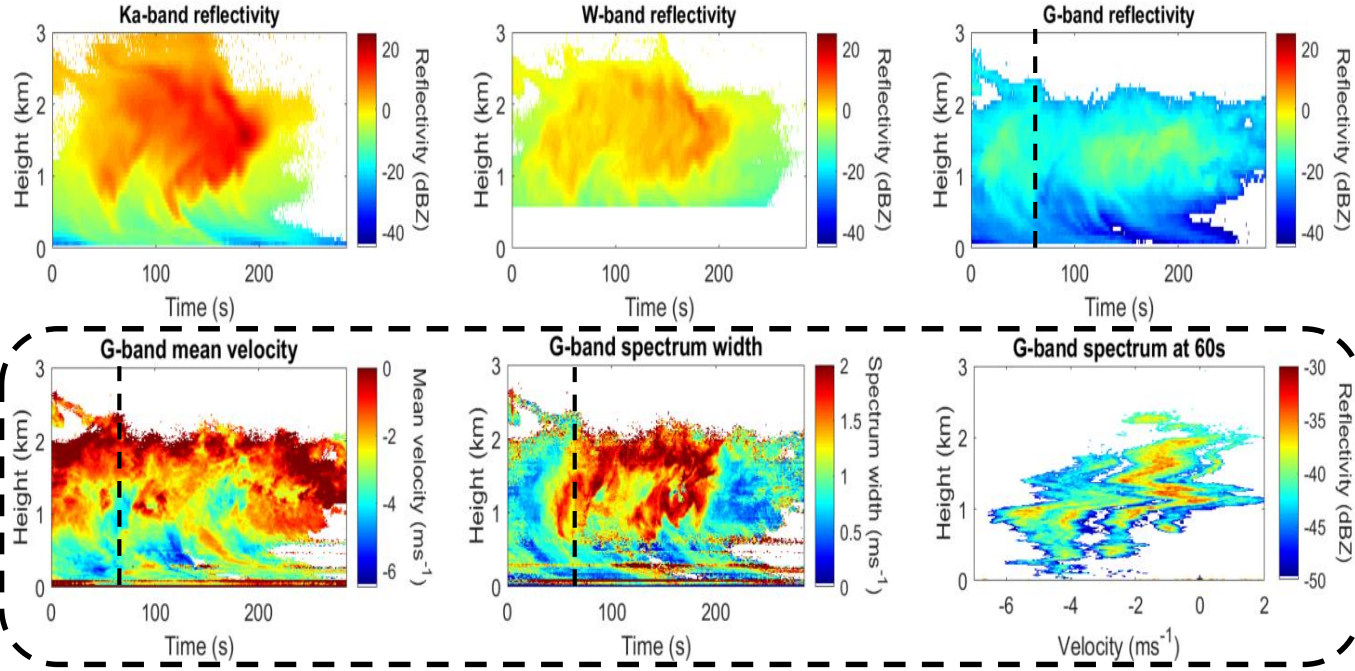 Ka-band reflectivity
W-band reflectivity
G-band reflectivity
3
2
1
0
Height (km)
0 100 200
Time (s)
20
0
-20
-40
Reflectivity (dBZ)
3
2
1
0
Height (km)
0 100 200
Time (s)
20
0
-20
-40
Reflectivity (dBZ)
3
2
1
0
Height (km)
0 100 200
Time (s)
20
0
-20
-40
Reflectivity (dBZ)
G-band mean velocity
G-band spectrum width
G-band spectrum at 60s
3
2
1
0
Height (km)
0 100 200
Time (s)
0
-2
-4
-6
Mean velocity (ms⁻¹)
3
2
1
0
Height (km)
0 100 200
Time (s)
2
1.5
1
0.5
0
Spectrum width (ms⁻¹)
3
2
1
0
Height (km)
-6 -4 -2 0 2
Velocity (ms⁻¹)
-30
-35
-40
-45
-50
Reflectivity (dBZ)